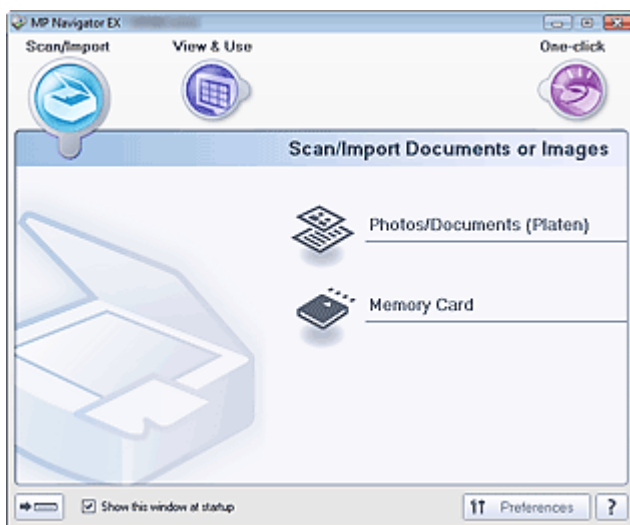 MP Navigator EX
Scan/Import
View & Use
One-click
Scan/Import Documents or Images
Photos/Documents (Platen)
Memory Card
Show this window at startup
Preferences
?